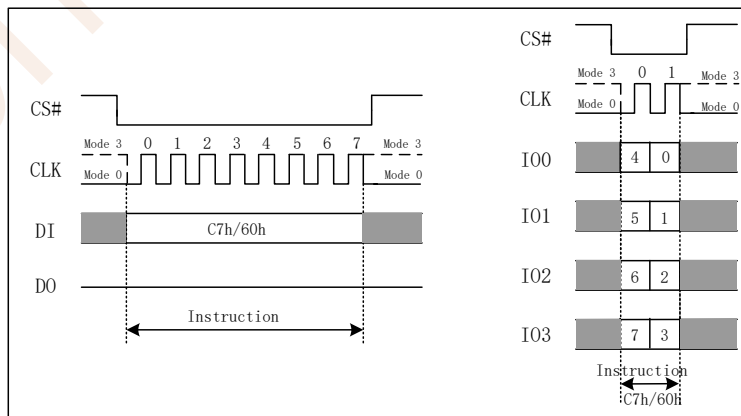 CS#
Mode 3 0 1 2 3 4 5 6 7 Mode 3
CLK
Mode 0 Mode 0
DI C7h/60h
DO
Instruction
CS#
Mode 3 0 1 Mode 3
CLK
Mode 0 Mode 0
IO0 4 0
IO1 5 1
IO2 6 2
IO3 7 3
Instruction
C7h/60h